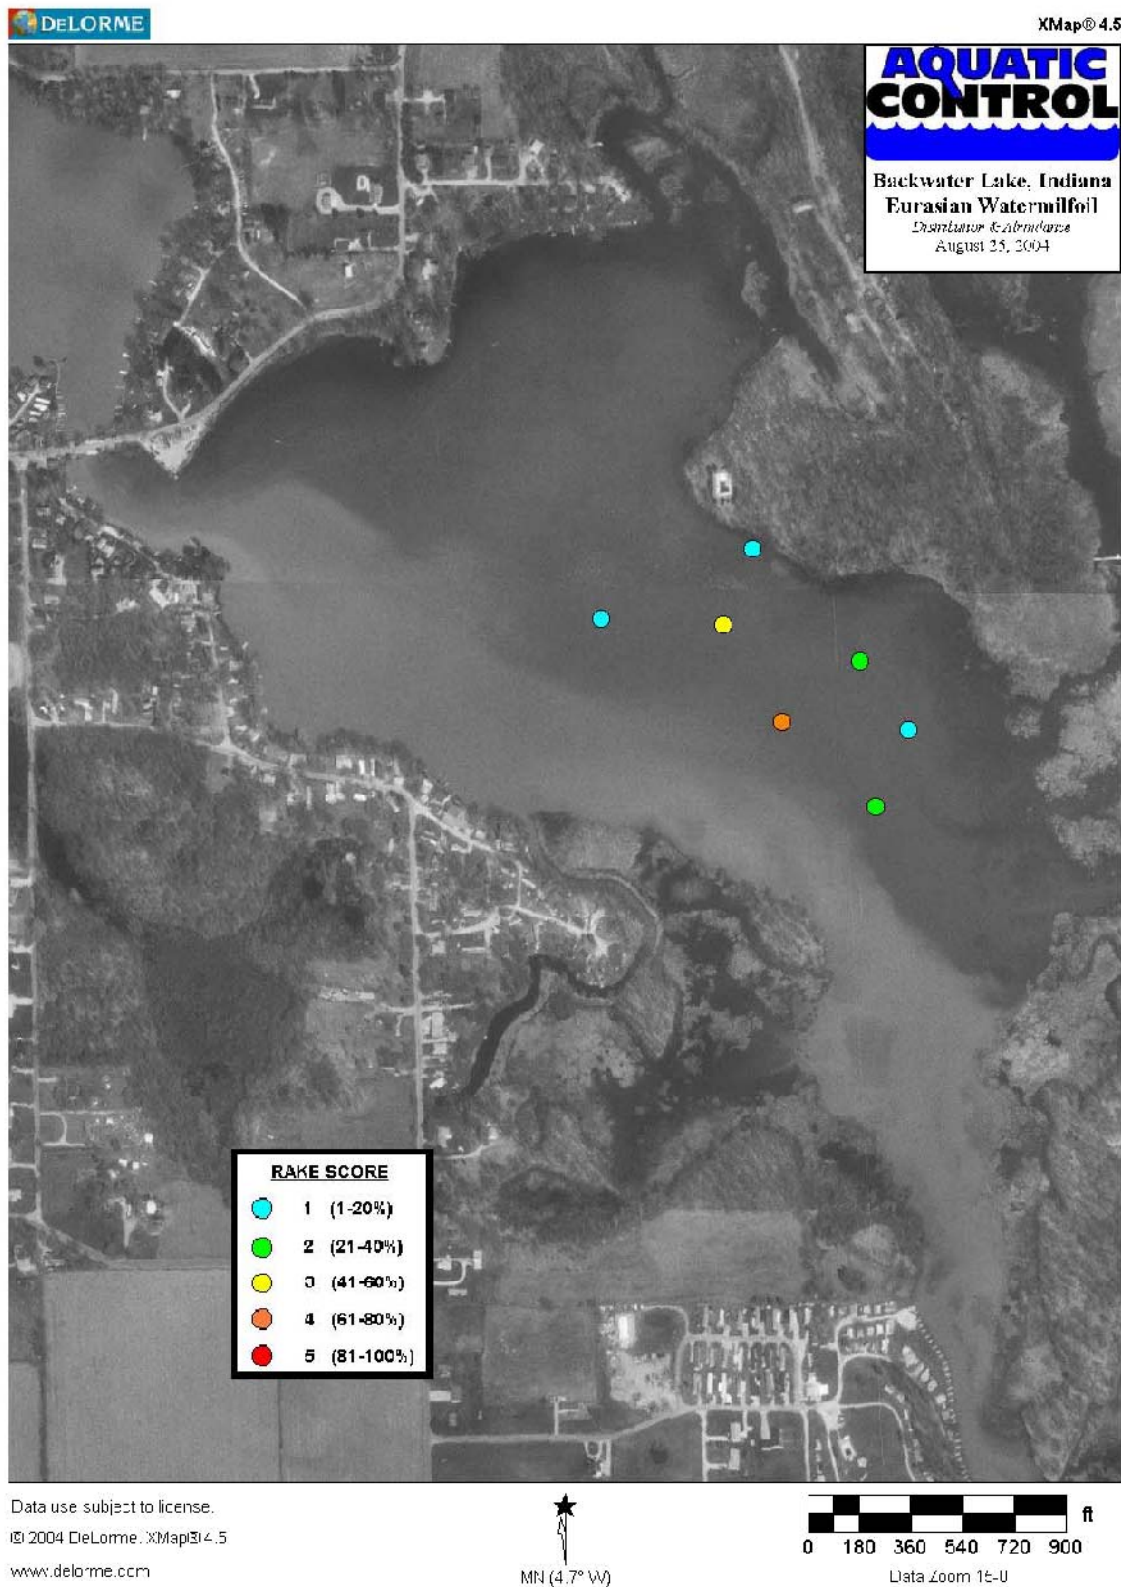 DELORME
XMap® 4.5
AQUATIC
CONTROL
Backwater Lake, Indiana
Eurasian Watermilfoil
Distribution & Abundance
August 25, 2004
RAKE SCORE
1 (1-20%)
2 (21-40%)
3 (41-60%)
4 (61-80%)
5 (81-100%)
Data use subject to license.
© 2004 DeLorme. XMap® 4.5
www.delorme.com
MN (4.7° W)
ft
0 180 360 540 720 900
Data Zoom 15-0